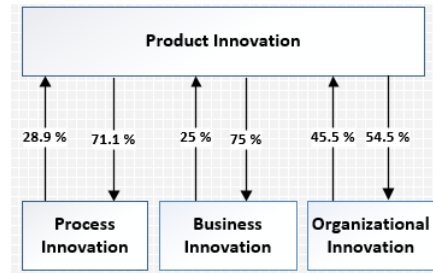 Product Innovation
28.9 % 71.1 % 25 % 75 % 45.5 % 54.5 %
Process Business Organizational
Innovation Innovation Innovation